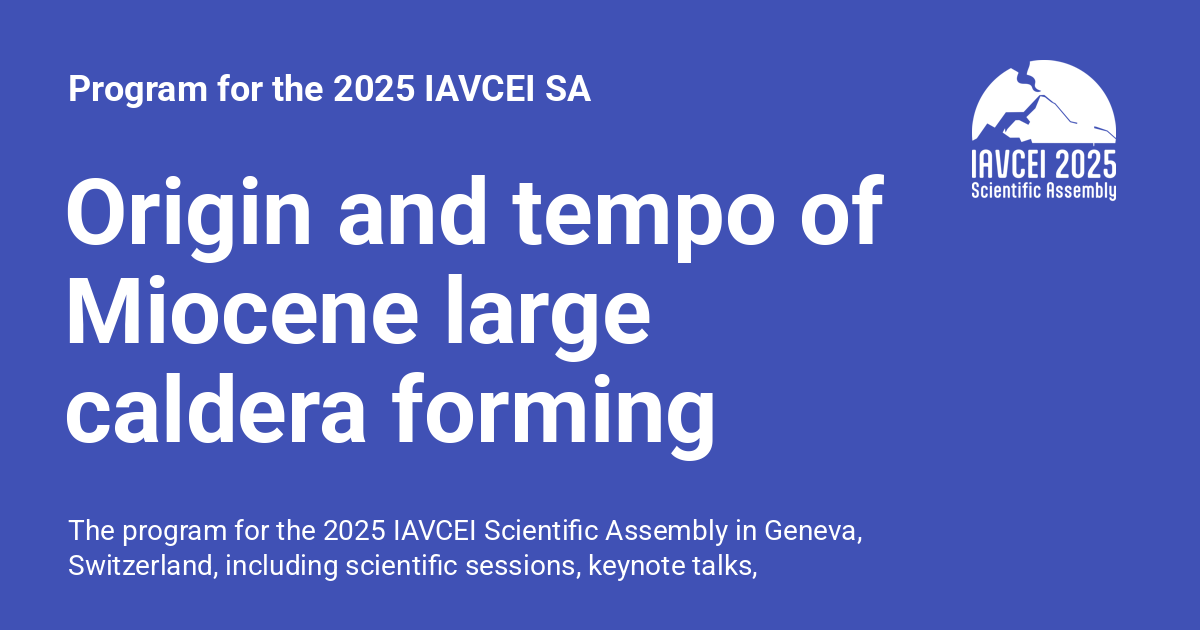 Program for the 2025 IAVCEI SA
IAVCEI 2025
Scientific Assembly
Origin and tempo of
Miocene large
caldera forming
The program for the 2025 IAVCEI Scientific Assembly in Geneva,
Switzerland, including scientific sessions, keynote talks,